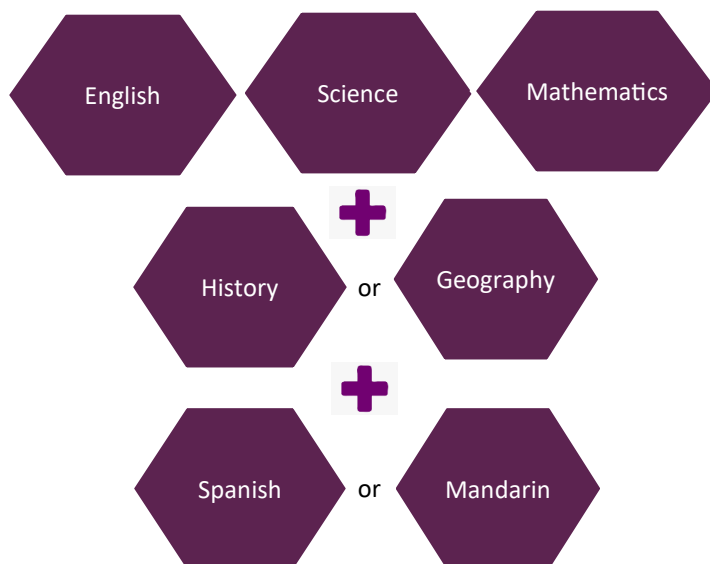 English
Science
Mathematics
History
or
Geography
Spanish
or
Mandarin